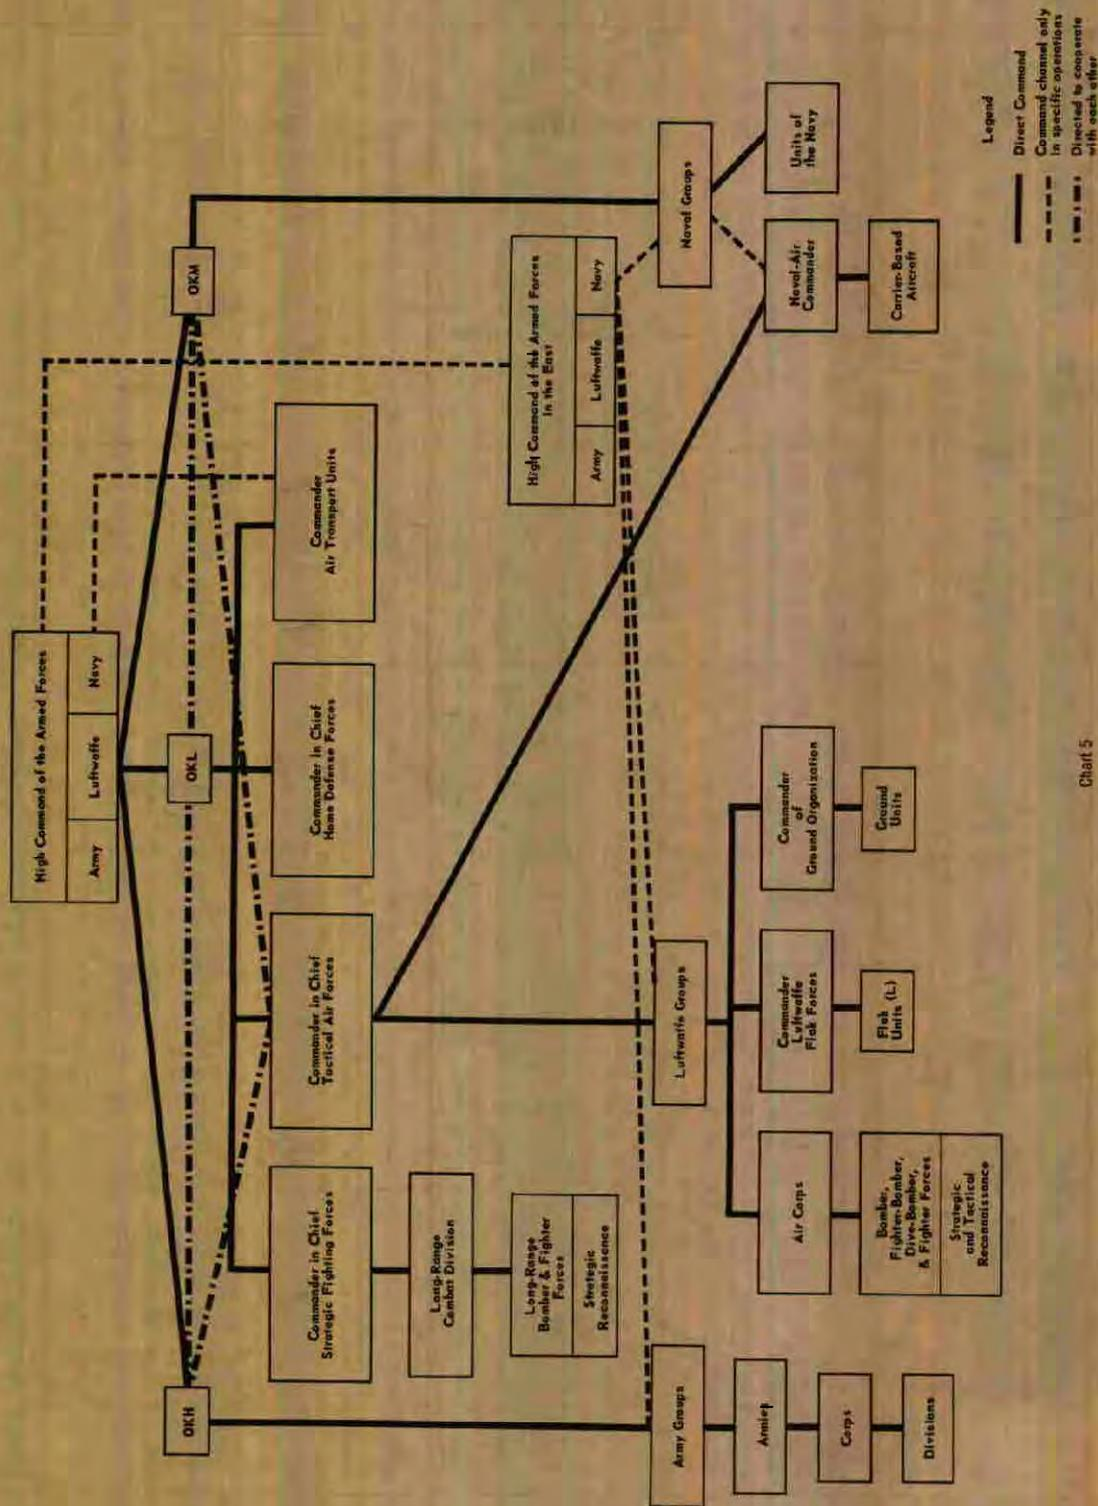 High Command of the Armed Forces
Army
Luftwaffe
Navy
OKH
OKL
OKM
Commander in Chief
Strategic Fighting Forces
Commander in Chief
Tactical Air Forces
Commander in Chief
Home Defense Forces
Commander
Air Transport Units
Long-Range
Combat Division
Long-Range
Bomber & Fighter
Forces
Strategic
Reconnaissence
High Command of the Armed Forces
in the East
Army
Luftwaffe
Navy
Army Groups
Armies
Corps
Divisions
Luftwaffe Groups
Air Corps
Bomber,
Fighter-Bomber,
Dive-Bomber,
& Fighter Forces
Strategic
and Tactical
Reconnaissance
Commander
Luftwaffe
Flak Forces
Flak (L)
Units
Commander
of
Ground Organization
Ground
Units
Naval Groups
Naval-Air
Commander
Units of
the Navy
Carrier-Based
Aircraft
Legend
Direct Command
Command channel only
in specific operations
Directed to cooperate
with each other
Chart 5